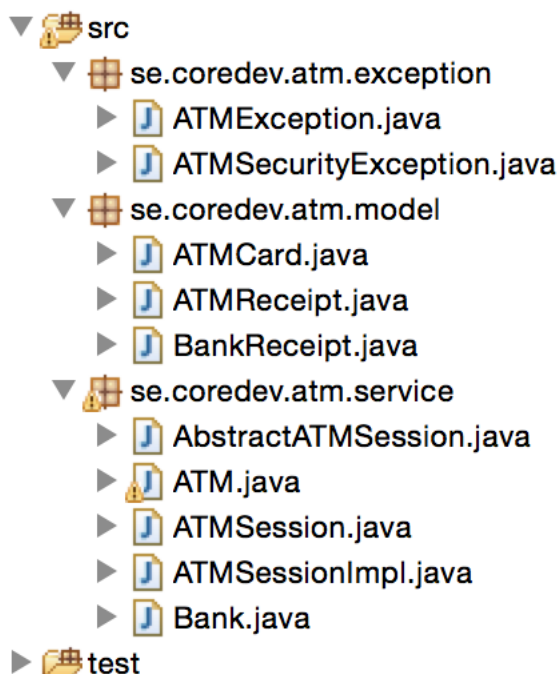 src
se.coredev.atm.exception
ATMException.java
ATMSecurityException.java
se.coredev.atm.model
ATMCard.java
ATMReceipt.java
BankReceipt.java
se.coredev.atm.service
AbstractATMSession.java
ATM.java
ATMSession.java
ATMSessionImpl.java
Bank.java
test